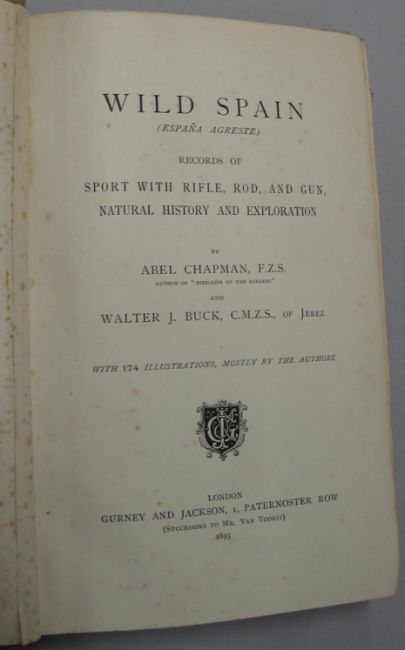 WILD SPAIN
(ESPAÑA AGRESTE)
RECORDS OF
SPORT WITH RIFLE, ROD, AND GUN,
NATURAL HISTORY AND EXPLORATION
BY
ABEL CHAPMAN, F.Z.S.
AUTHOR OF "BIRD-LIFE OF THE BORDERS"
AND
WALTER J. BUCK, C.M.Z.S., OF JEREZ
WITH 174 ILLUSTRATIONS, MOSTLY BY THE AUTHORS
LONDON
GURNEY AND JACKSON, 1, PATERNOSTER ROW
(SUCCESSORS TO MR. VAN VOORST)
1893